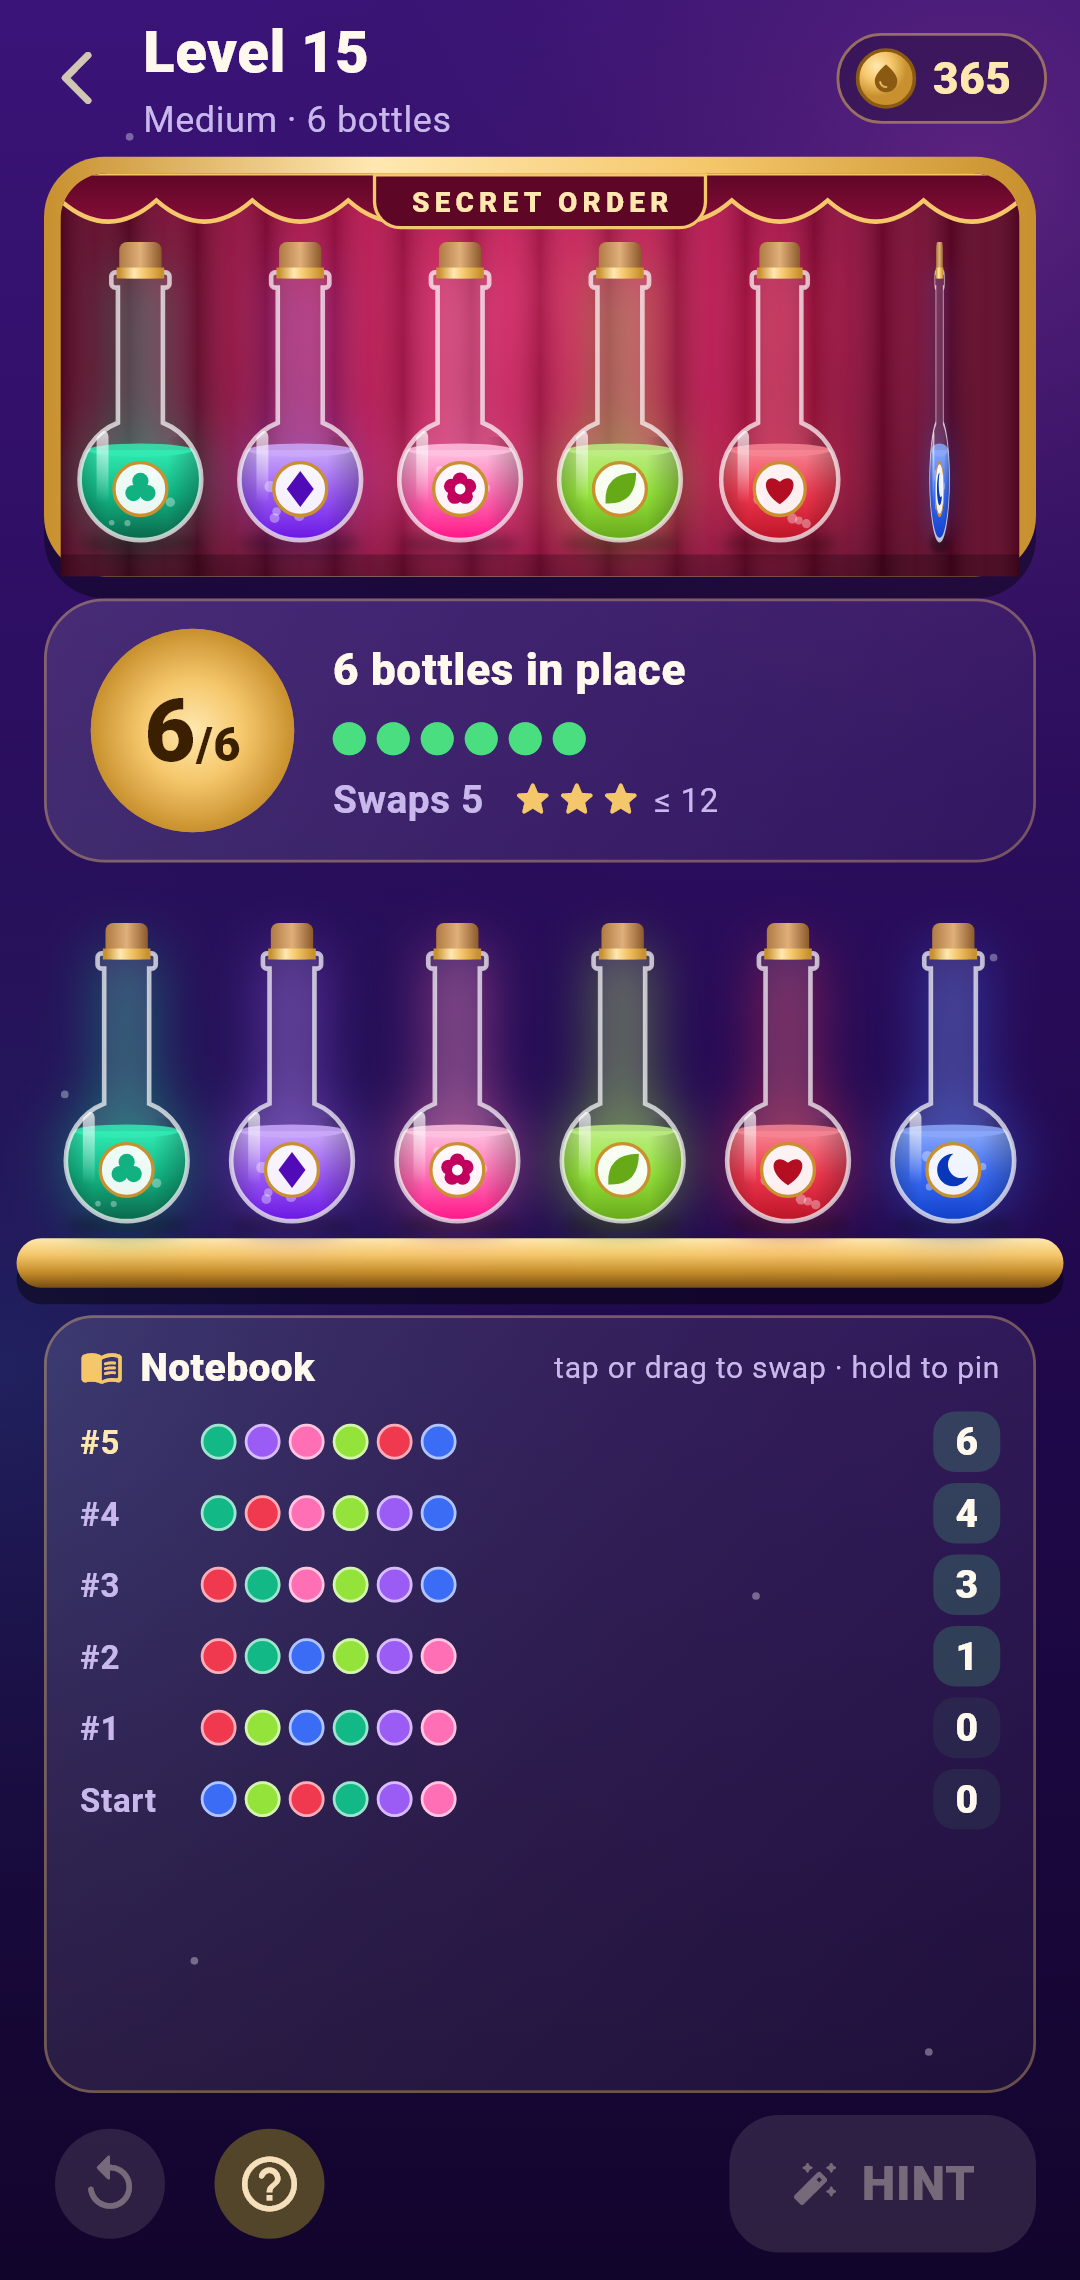 Level 15
Medium · 6 bottles
365
SECRET ORDER
6/6
6 bottles in place
Swaps 5 ≤ 12
Notebook
tap or drag to swap · hold to pin
#5 6
#4 4
#3 3
#2 1
#1 0
Start 0
HINT